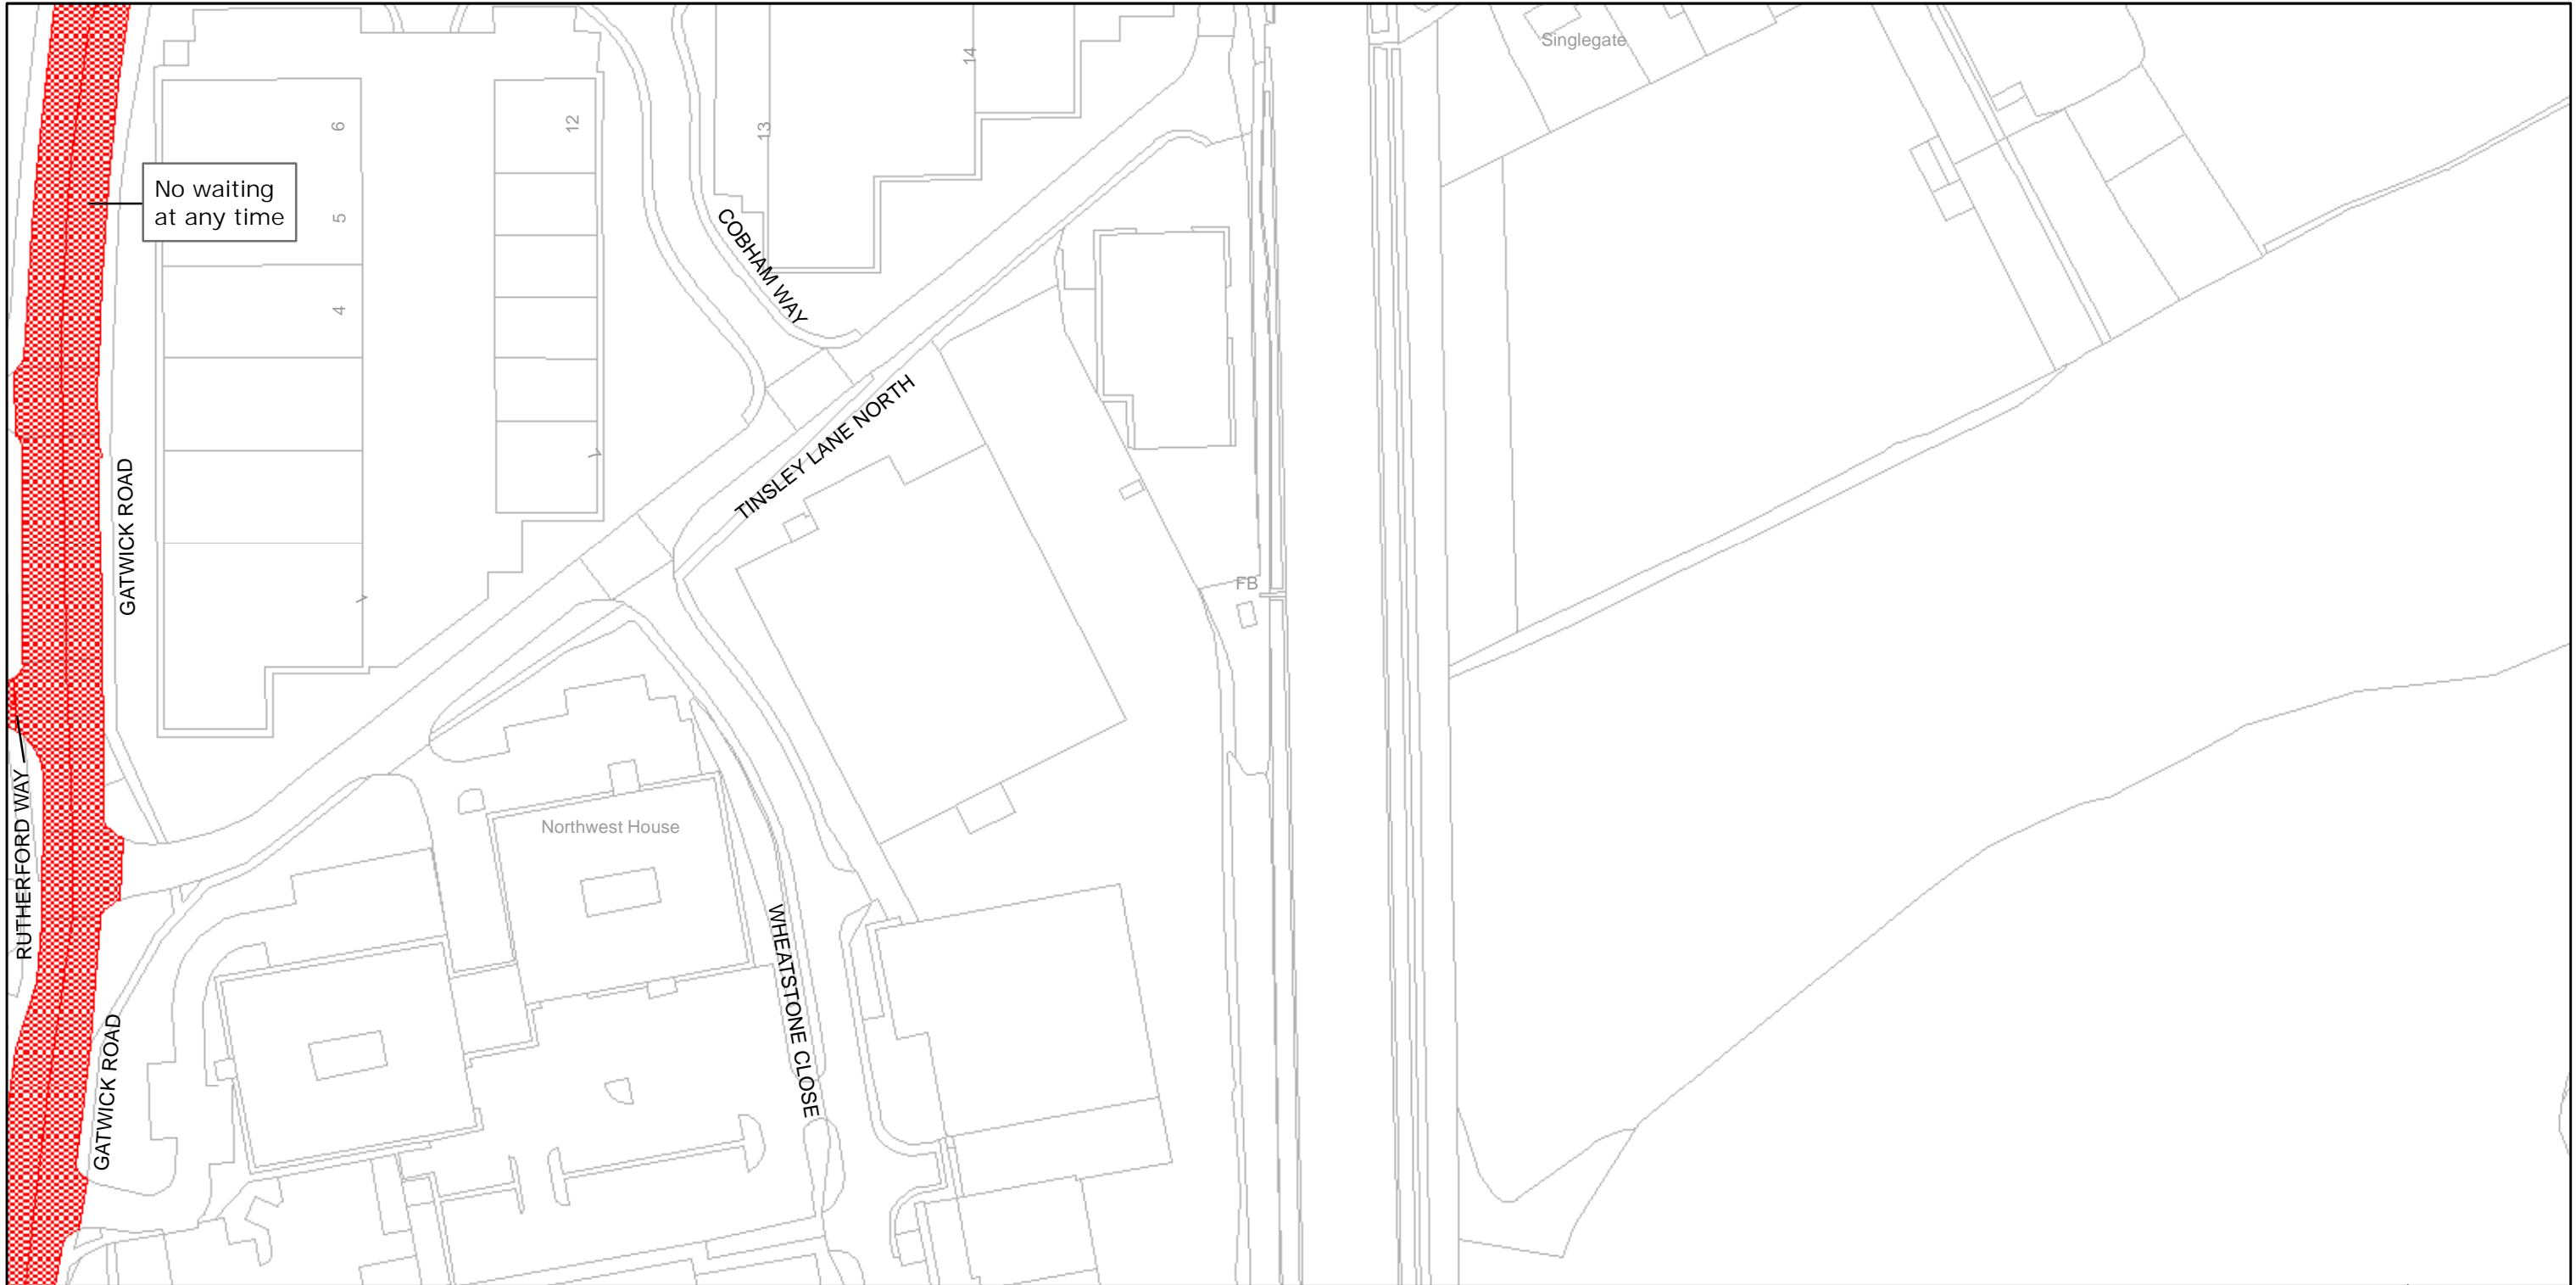 Singlegate
14
13
12
6
No waiting
at any time
5
4
COBHAM WAY
TINSLEY LANE NORTH
GATWICK ROAD
FB
RUTHERFORD WAY
Northwest House
WHEATSTONE CLOSE
GATWICK ROAD